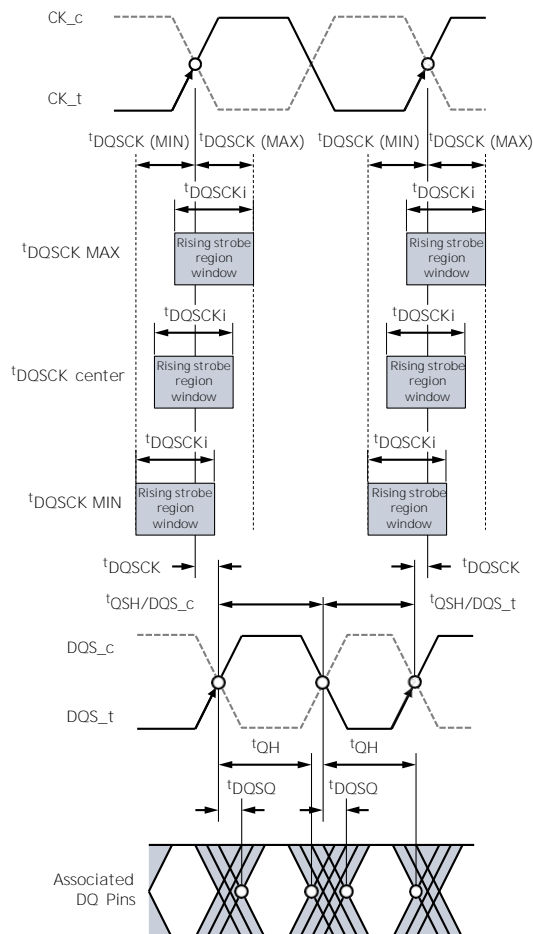 CK_c
CK_t
tDQSCK (MIN) tDQSCK (MAX) tDQSCK (MIN) tDQSCK (MAX)
tDQSCKi tDQSCKi
tDQSCK MAX
Rising strobe
region
window
Rising strobe
region
window
tDQSCKi tDQSCKi
tDQSCK center
Rising strobe
region
window
Rising strobe
region
window
tDQSCKi tDQSCKi
tDQSCK MIN
Rising strobe
region
window
Rising strobe
region
window
tDQSCK tDQSCK
tQSH/DQS_c tQSH/DQS_t
DQS_c
DQS_t
tQH tQH
tDQSQ tDQSQ
Associated
DQ Pins